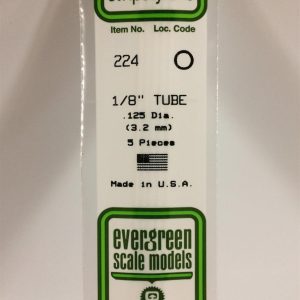 Item No. Loc. Code
224 O
1/8" TUBE
.125 Dia.
(3.2 mm)
5 Pieces
Made in U.S.A.
evergreen
scale models